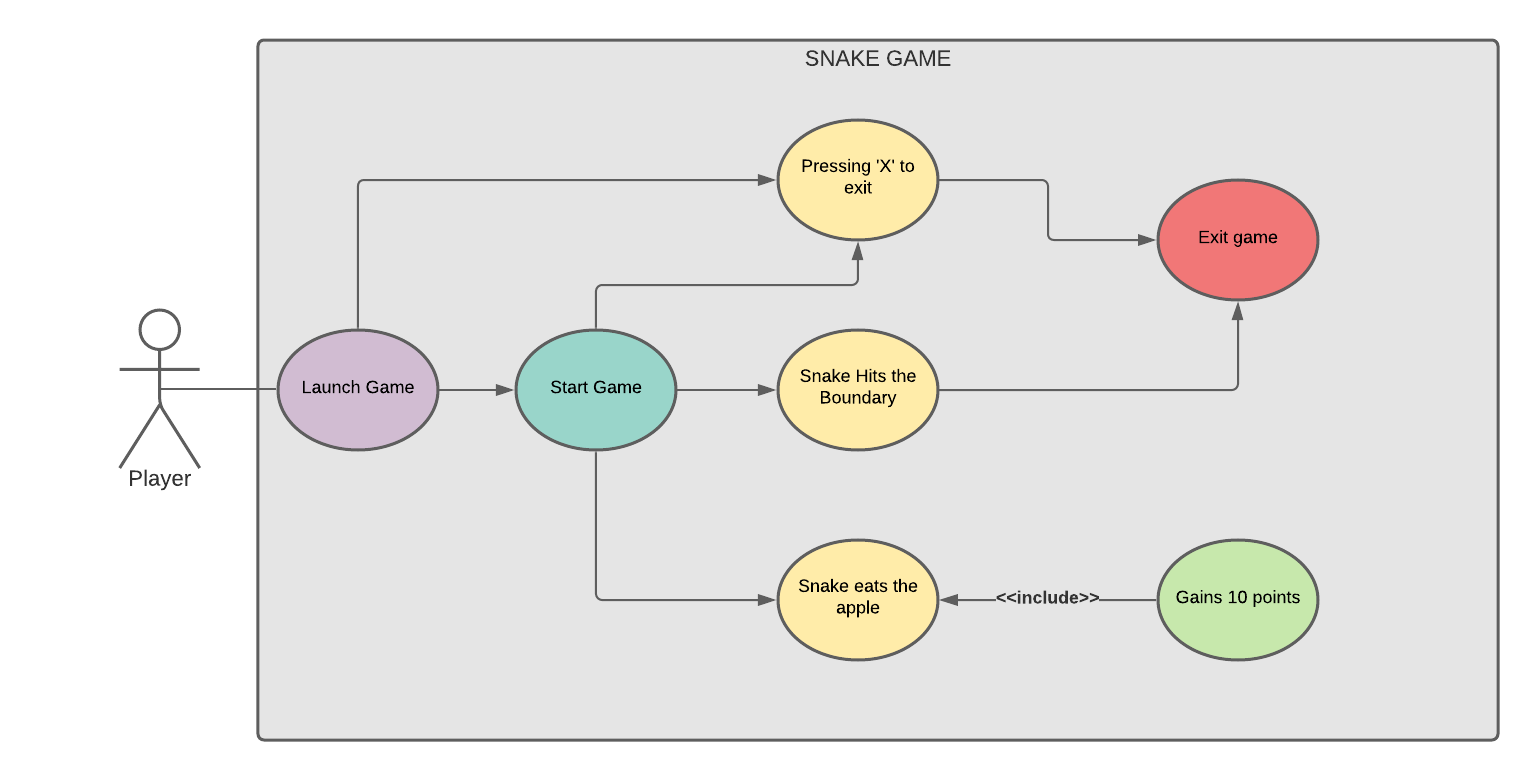 SNAKE GAME
Pressing 'X' to
exit
Exit game
Launch Game
Start Game
Snake Hits the
Boundary
Player
Snake eats the
apple
<<include>>
Gains 10 points